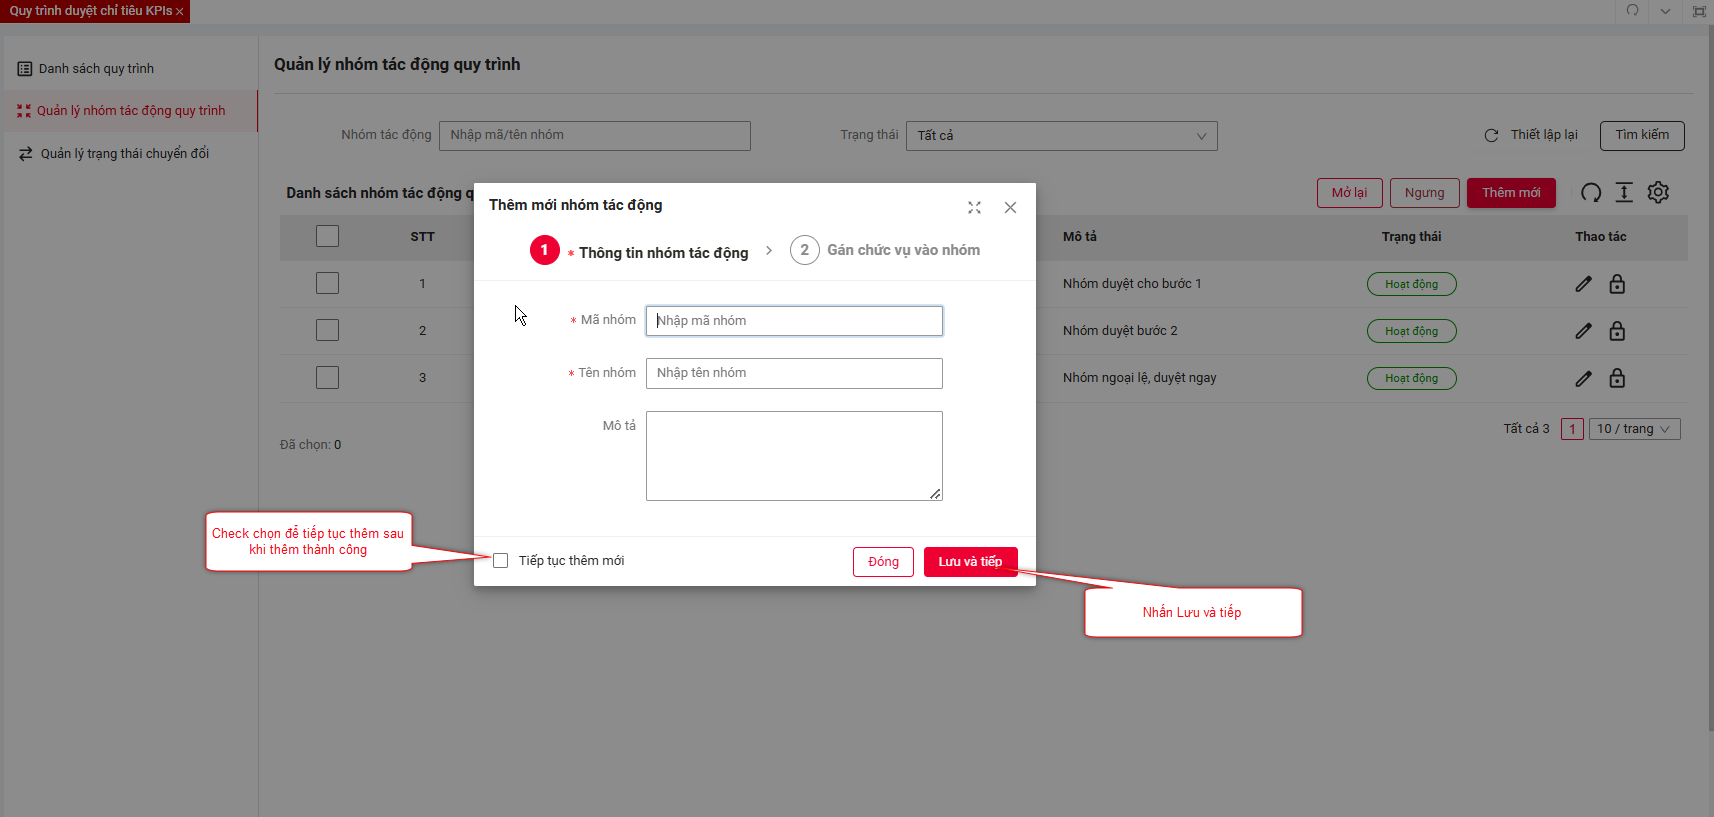 Quy trình duyệt chỉ tiêu KPIs ×
Danh sách quy trình
Quản lý nhóm tác động quy trình
Quản lý trạng thái chuyển đổi
Quản lý nhóm tác động quy trình
Nhóm tác động Nhập mã/tên nhóm Trạng thái Tất cả Thiết lập lại Tìm kiếm
Danh sách nhóm tác động q Mở lại Ngưng Thêm mới
STT Mô tả Trạng thái Thao tác
1 Nhóm duyệt cho bước 1 Hoạt động
2 Nhóm duyệt bước 2 Hoạt động
3 Nhóm ngoại lệ, duyệt ngay Hoạt động
Tất cả 3 1 10 / trang
Đã chọn: 0
Thêm mới nhóm tác động
1 * Thông tin nhóm tác động > 2 Gán chức vụ vào nhóm
* Mã nhóm Nhập mã nhóm
* Tên nhóm Nhập tên nhóm
Mô tả
Tiếp tục thêm mới Đóng Lưu và tiếp
Check chọn để tiếp tục thêm sau
khi thêm thành công
Nhấn Lưu và tiếp